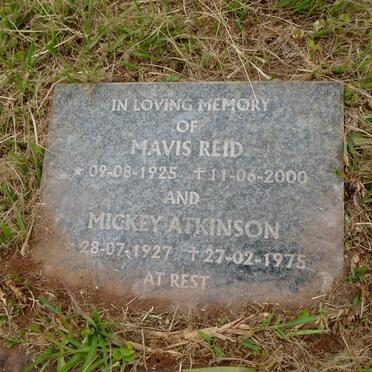 IN LOVING MEMORY
OF
MAVIS REID
* 09-08-1925 †11-06-2000
AND
MICKEY ATKINSON
28-07-1927 †27-02-1975
AT REST